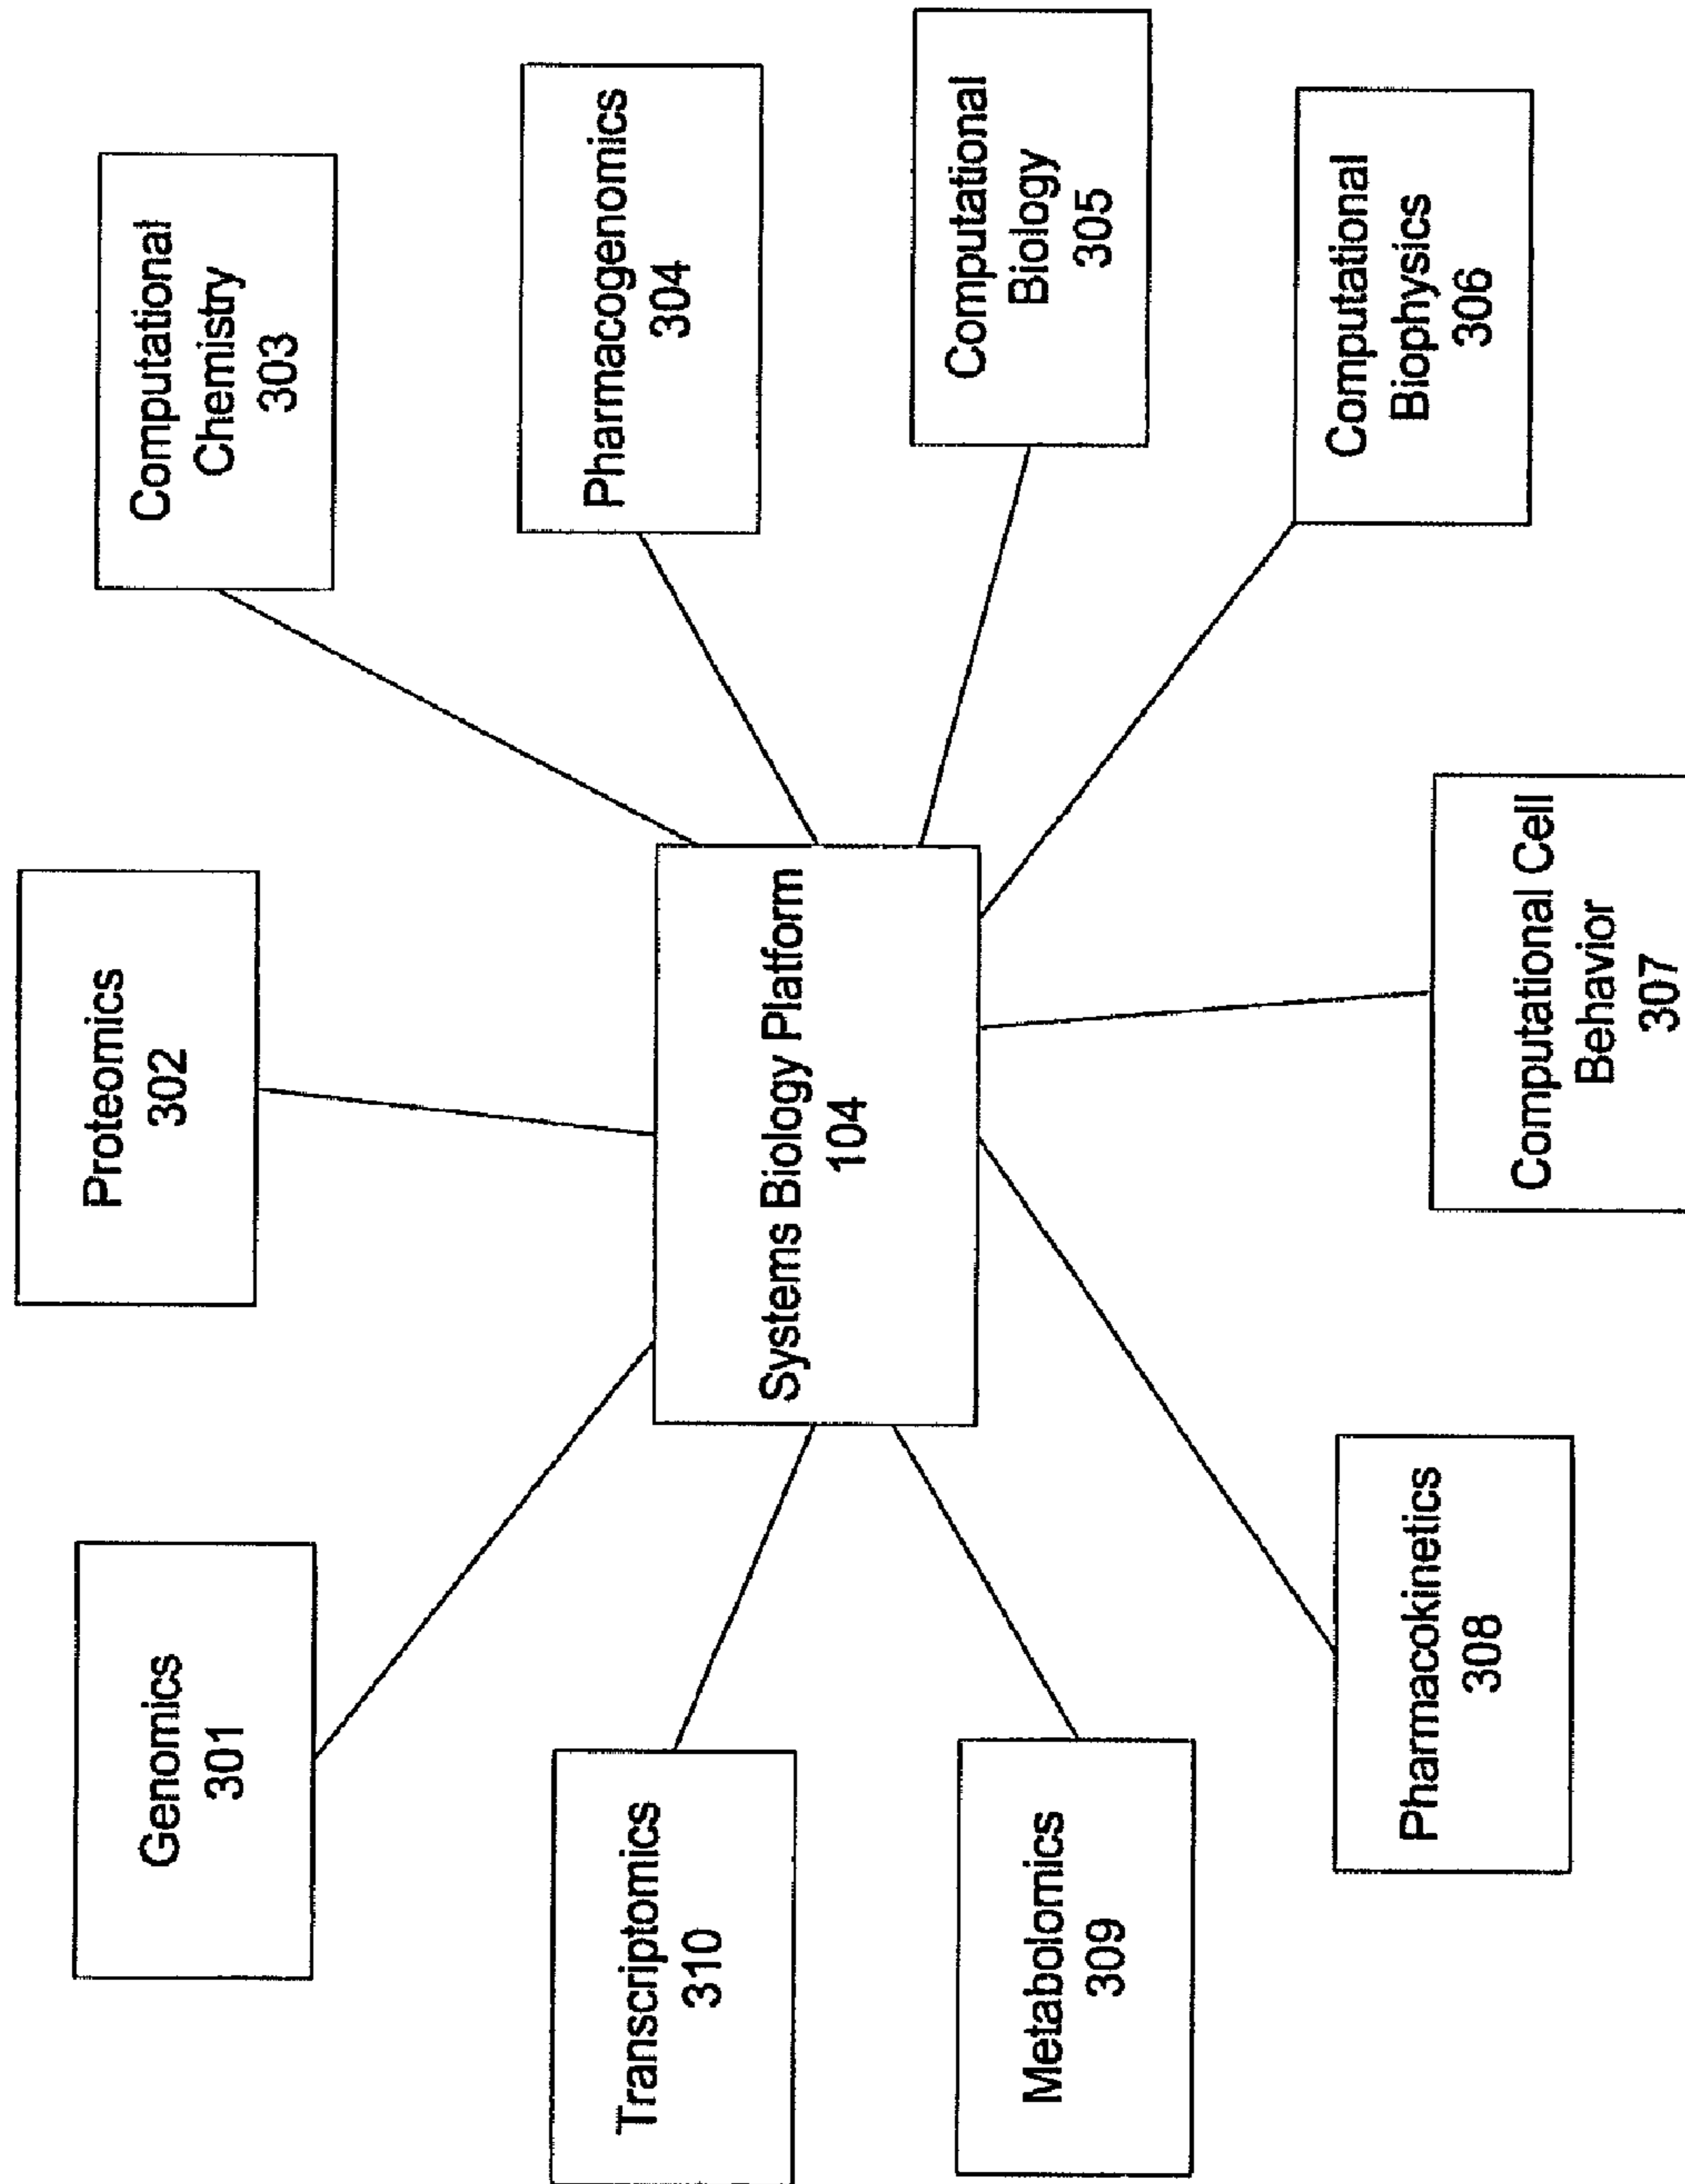 Genomics
301
Proteomics
302
Computational
Chemistry
303
Transcriptomics
310
Systems Biology Platform
104
Pharmacogenomics
304
Metabolomics
309
Computational
Biology
305
Pharmacokinetics
308
Computational Cell
Behavior
307
Computational
Biophysics
306